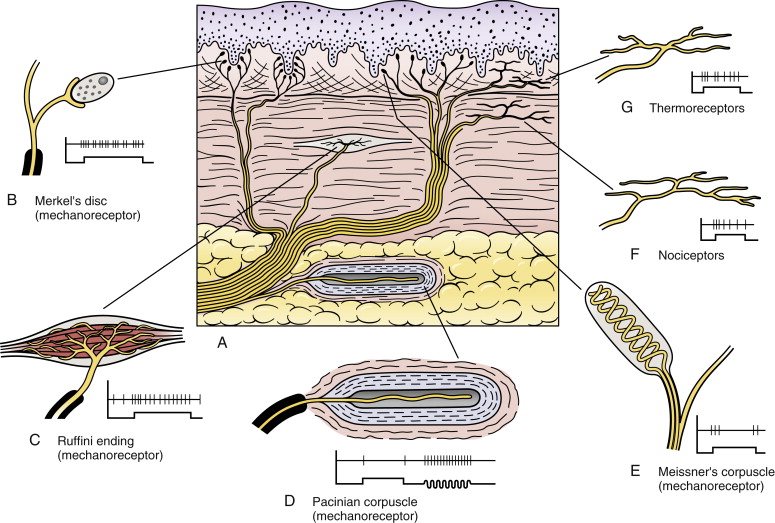 A
B Merkel's disc
(mechanoreceptor)
C Ruffini ending
(mechanoreceptor)
D Pacinian corpuscle
(mechanoreceptor)
E Meissner's corpuscle
(mechanoreceptor)
F Nociceptors
G Thermoreceptors